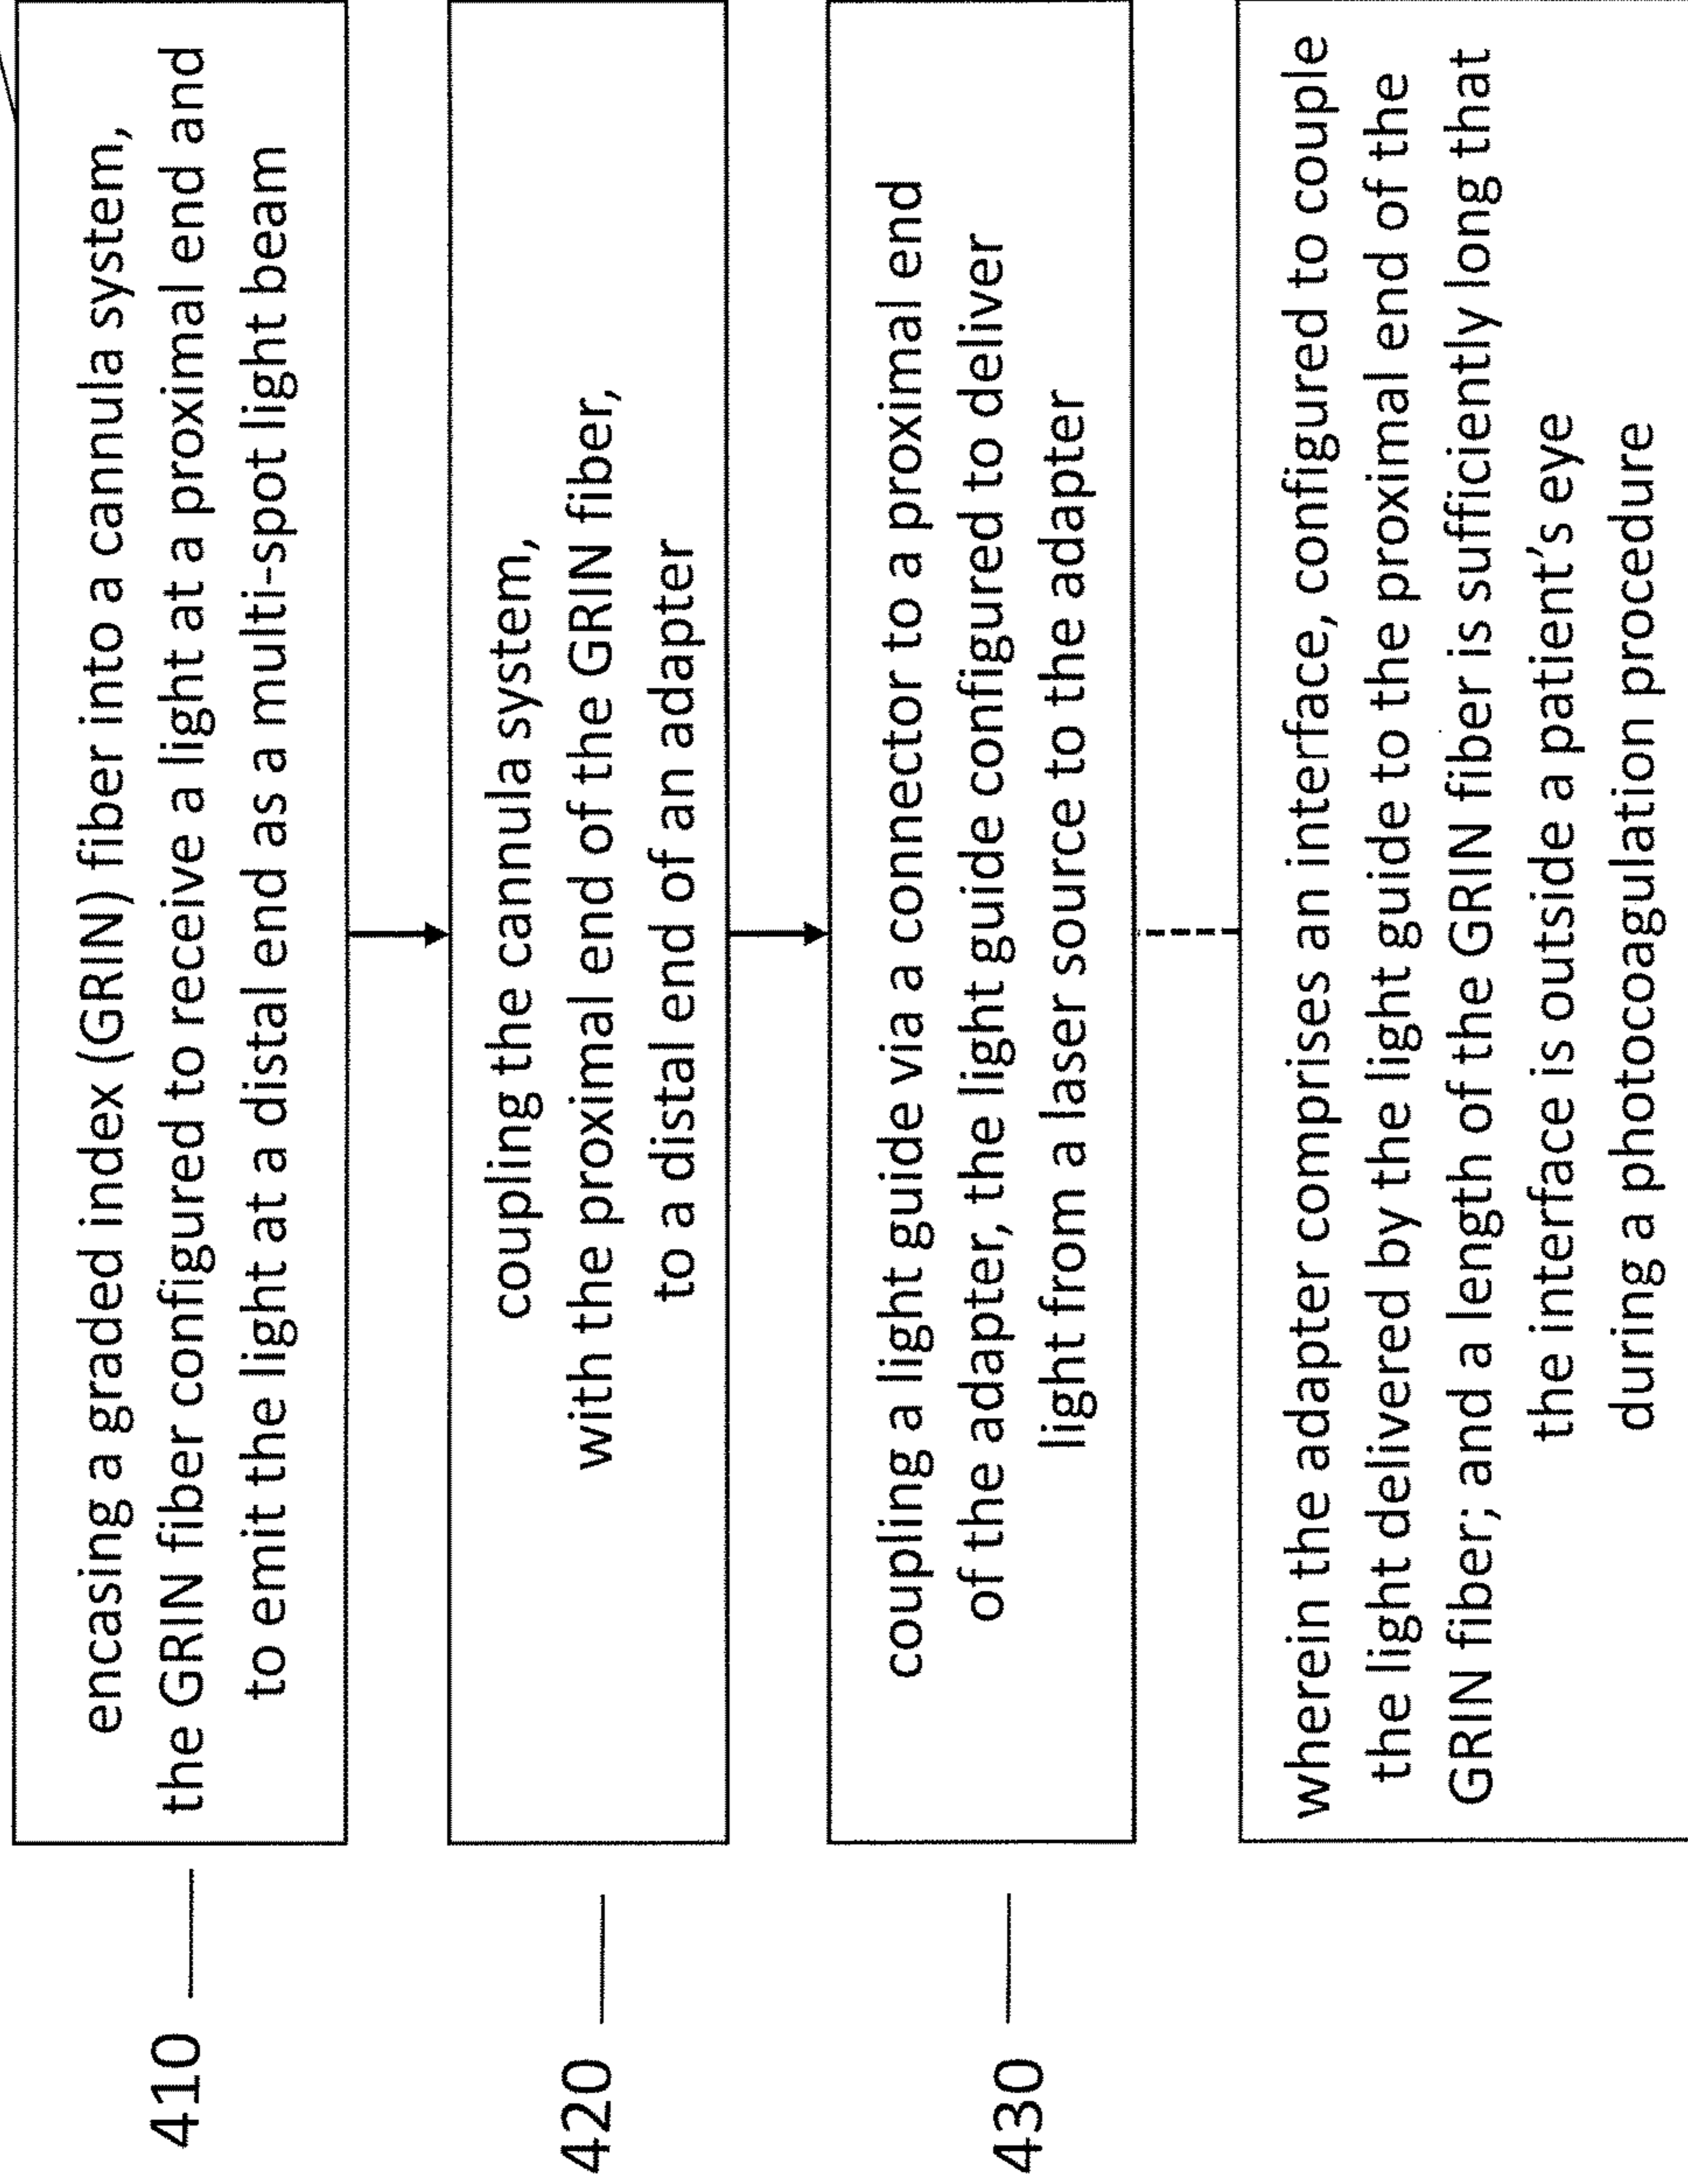 410
encasing a graded index (GRIN) fiber into a cannula system,
the GRIN fiber configured to receive a light at a proximal end and
to emit the light at a distal end as a multi-spot light beam
420
coupling the cannula system,
with the proximal end of the GRIN fiber,
to a distal end of an adapter
430
coupling a light guide via a connector to a proximal end
of the adapter, the light guide configured to deliver
light from a laser source to the adapter
wherein the adapter comprises an interface, configured to couple
the light delivered by the light guide to the proximal end of the
GRIN fiber; and a length of the GRIN fiber is sufficiently long that
the interface is outside a patient's eye
during a photocoagulation procedure